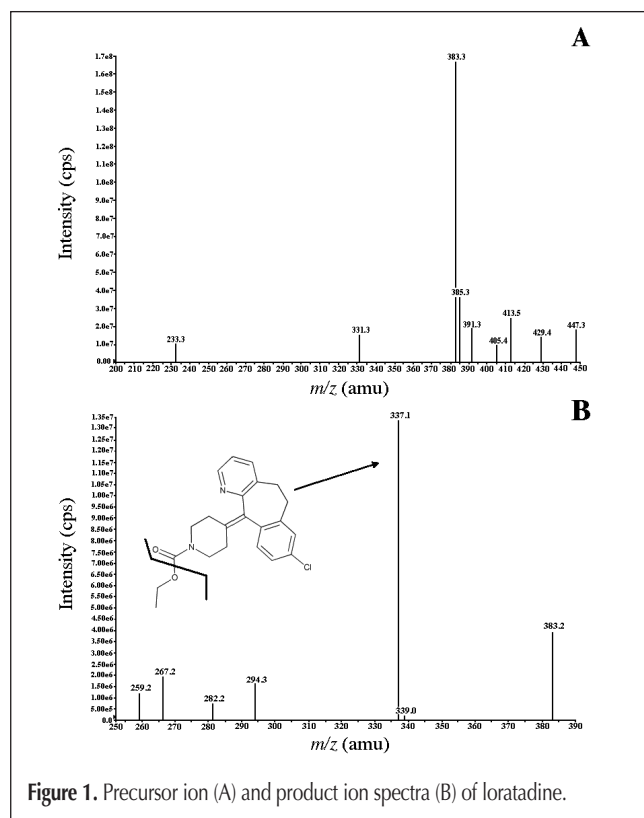 A
Intensity (cps)
1.7e8
1.6e8
1.5e8
1.4e8
1.3e8
1.2e8
1.1e8
1.0e8
9.0e7
8.0e7
7.0e7
6.0e7
5.0e7
4.0e7
3.0e7
2.0e7
1.0e7
0.00
233.3
331.3
383.3
385.3
391.3
405.4
413.5
429.4
447.3
200 210 220 230 240 250 260 270 280 290 300 310 320 330 340 350 360 370 380 390 400 410 420 430 440 450
m/z (amu)
B
Intensity (cps)
1.35e7
1.30e7
1.25e7
1.20e7
1.15e7
1.10e7
1.05e7
1.00e7
9.50e6
9.00e6
8.50e6
8.00e6
7.50e6
7.00e6
6.50e6
6.00e6
5.50e6
5.00e6
4.50e6
4.00e6
3.50e6
3.00e6
2.50e6
2.00e6
1.50e6
1.00e6
5.00e5
0.0
N
N
O
O
Cl
259.2
267.2
282.2
294.3
337.1
339.0
383.2
250 260 270 280 290 300 310 320 330 340 350 360 370 380 390
m/z (amu)
Figure 1. Precursor ion (A) and product ion spectra (B) of loratadine.